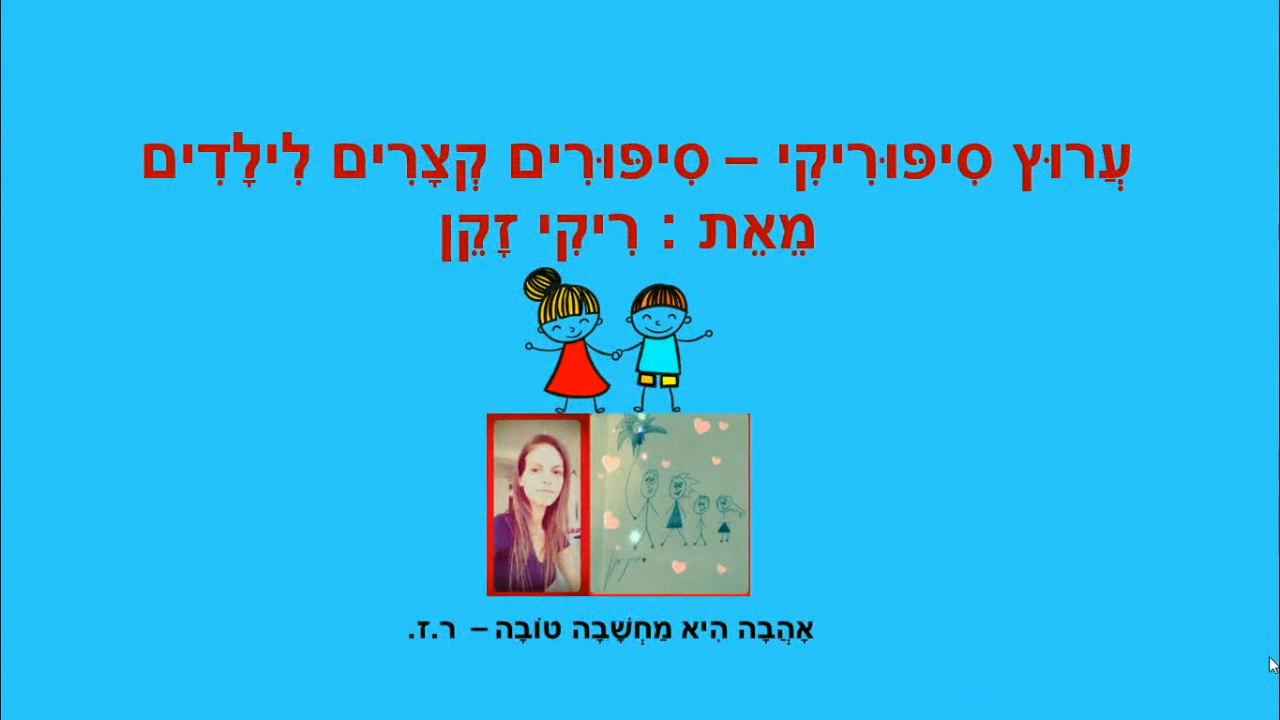 עֲרוּץ סִיפּוּרִיקִי – סִיפּוּרִים קְצָרִים לִילָדִים
מֵאֵת : רִיקִי זָקֵן
אָהֲבָה הִיא מַחְשָׁבָה טוֹבָה – ר.ז.